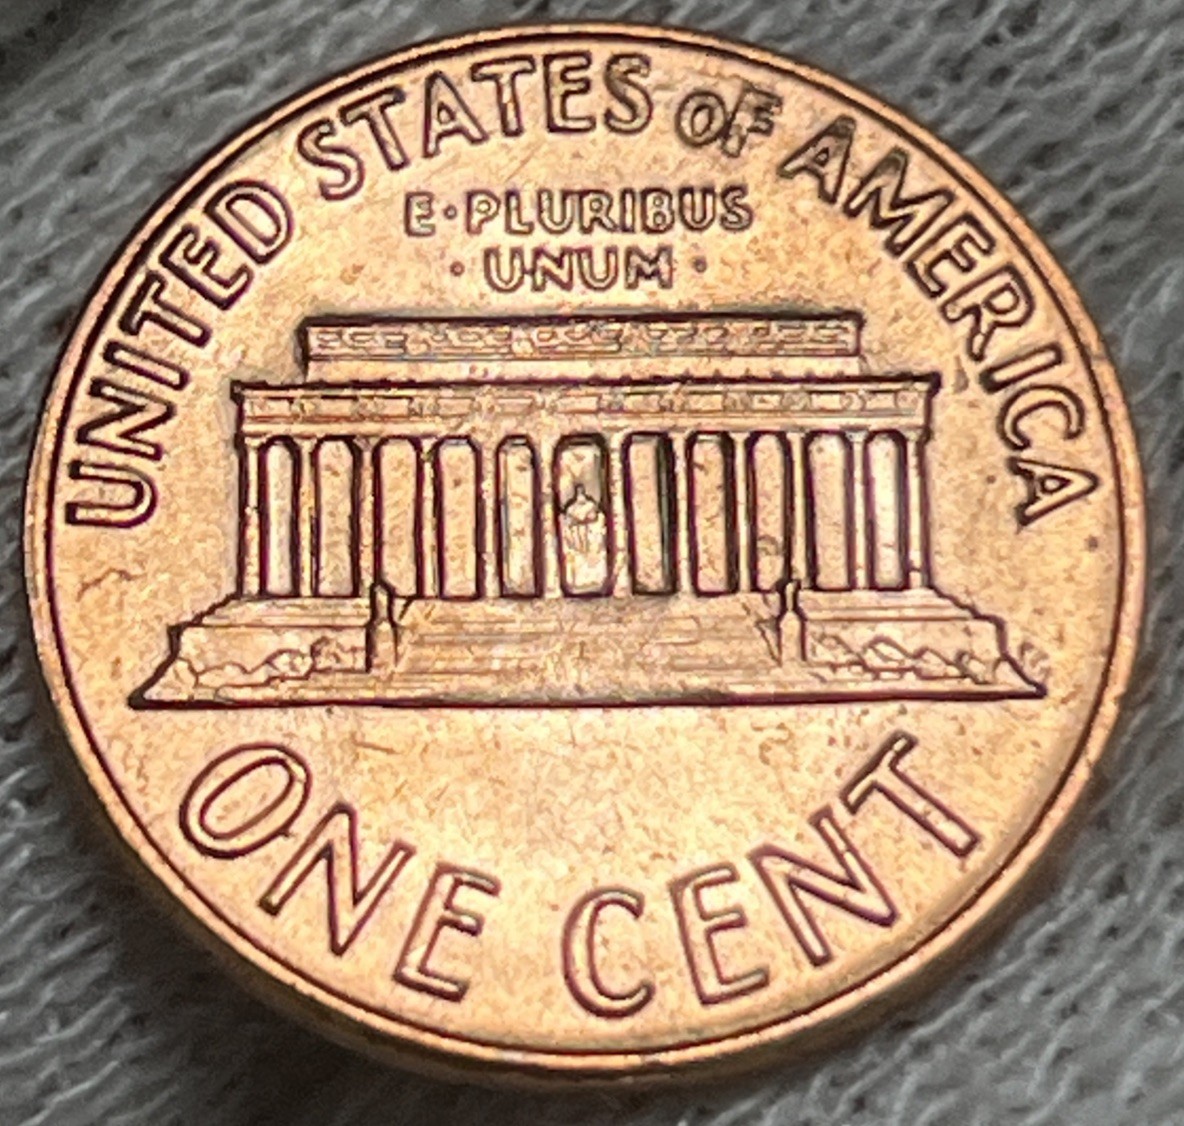 UNITED STATES OF AMERICA
E·PLURIBUS
·UNUM·
ONE CENT